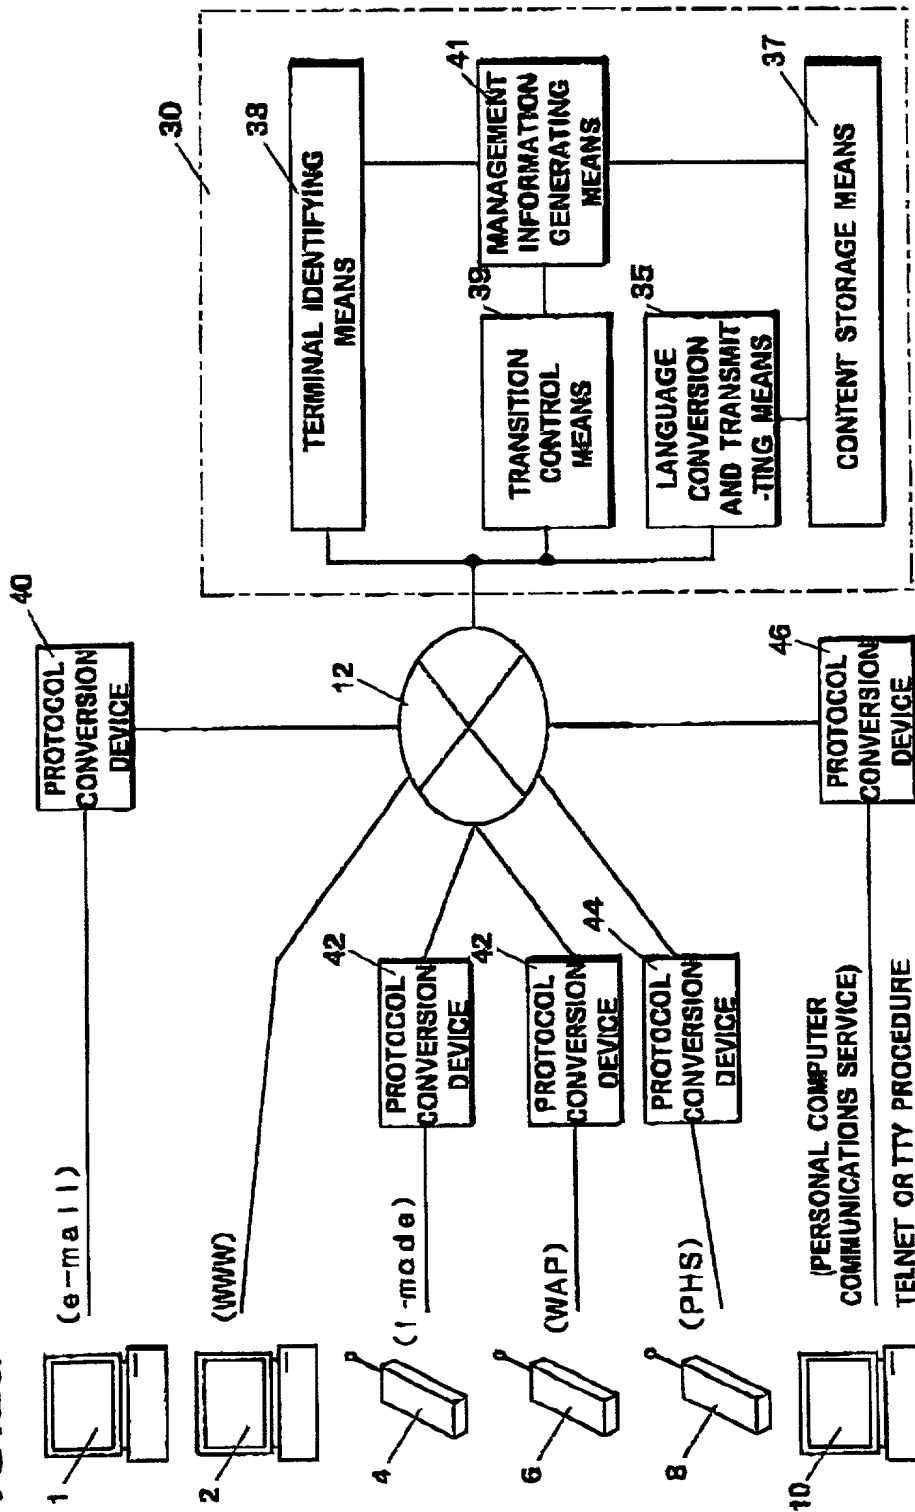 40
PROTOCOL
CONVERSION
DEVICE
(e-mail)
1
(WWW)
2
30
38
TERMINAL IDENTIFYING
MEANS
41
MANAGEMENT
INFORMATION
GENERATING
MEANS
39
TRANSITION
CONTROL
MEANS
35
LANGUAGE
CONVERSION
AND TRANSMIT
-TING MEANS
37
CONTENT STORAGE MEANS
12
42
PROTOCOL
CONVERSION
DEVICE
(i-mode)
4
42
PROTOCOL
CONVERSION
DEVICE
(WAP)
6
44
PROTOCOL
CONVERSION
DEVICE
(PHS)
8
46
PROTOCOL
CONVERSION
DEVICE
(PERSONAL COMPUTER
COMMUNICATIONS SERVICE)
TELNET OR TTY PROCEDURE
10